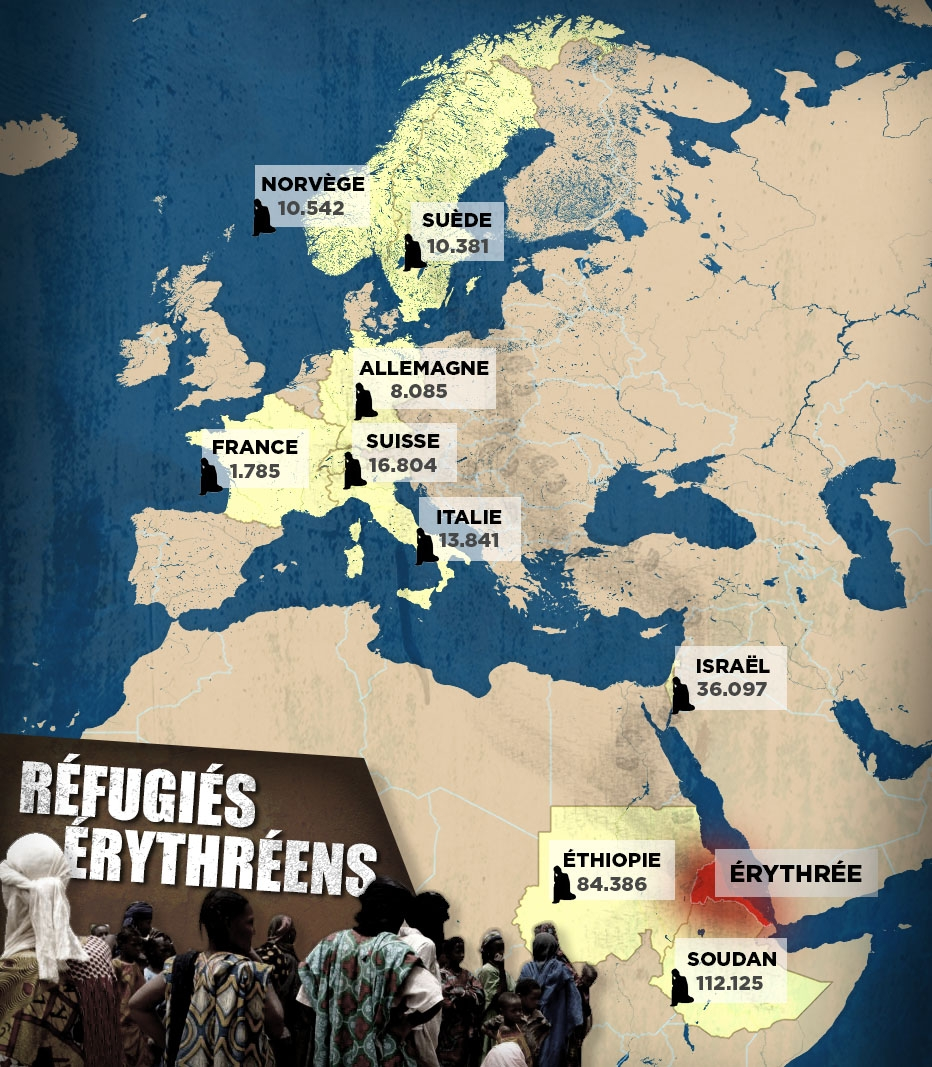 NORVÈGE
10.542
SUÈDE
10.381
ALLEMAGNE
8.085
FRANCE
1.785
SUISSE
16.804
ITALIE
13.841
ISRAËL
36.097
RÉFUGIÉS
ÉRYTHRÉENS
ÉTHIOPIE
84.386
ÉRYTHRÉE
SOUDAN
112.125